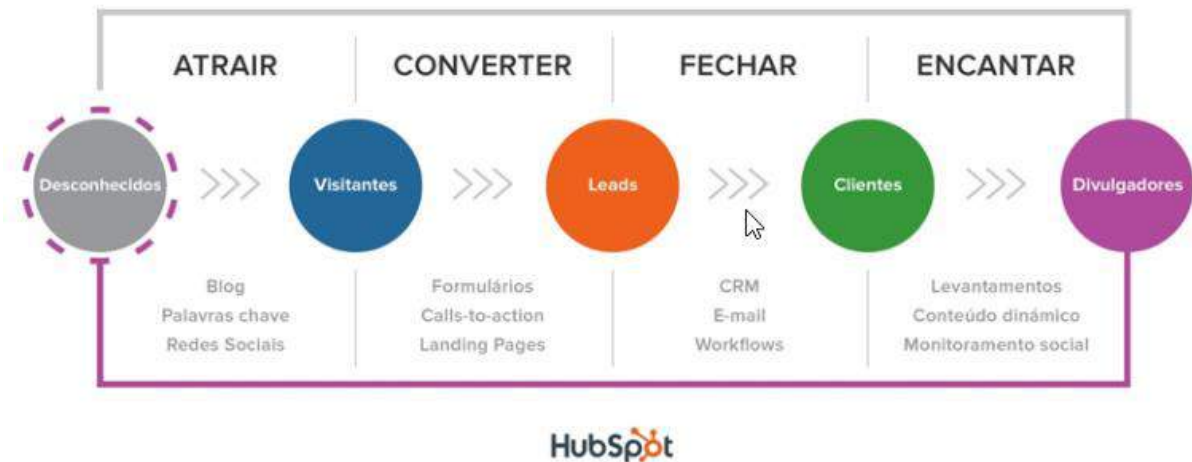 ATRAIR
CONVERTER
FECHAR
ENCANTAR
Desconhecidos
Visitantes
Leads
Clientes
Divulgadores
Blog
Palavras chave
Redes Sociais
Formulários
Calls-to-action
Landing Pages
CRM
E-mail
Workflows
Levantamentos
Conteúdo dinámico
Monitoramento social
HubSpot